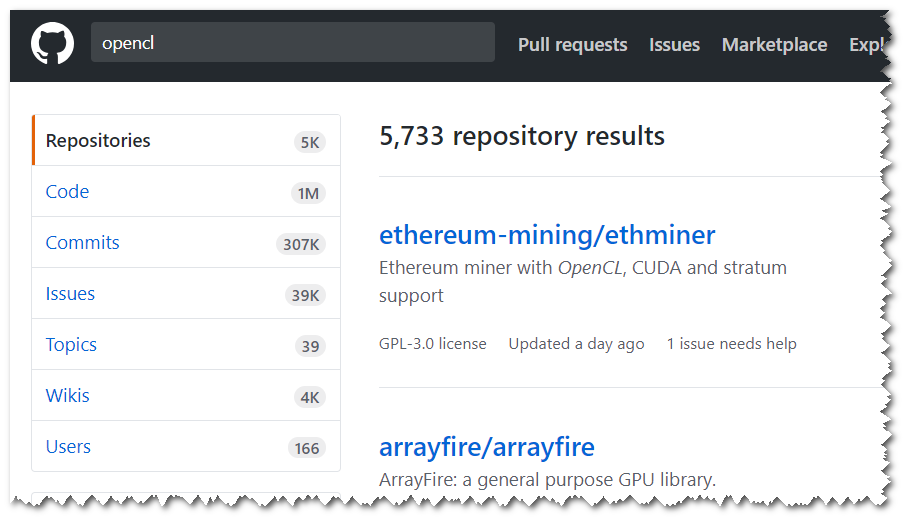 opencl
Pull requests Issues Marketplace
Repositories 5K
Code 1M
Commits 307K
Issues 39K
Topics 39
Wikis 4K
Users 166
5,733 repository results
ethereum-mining/ethminer
Ethereum miner with OpenCL, CUDA and stratum
support
GPL-3.0 license Updated a day ago 1 issue needs help
arrayfire/arrayfire
ArrayFire: a general purpose GPU library.